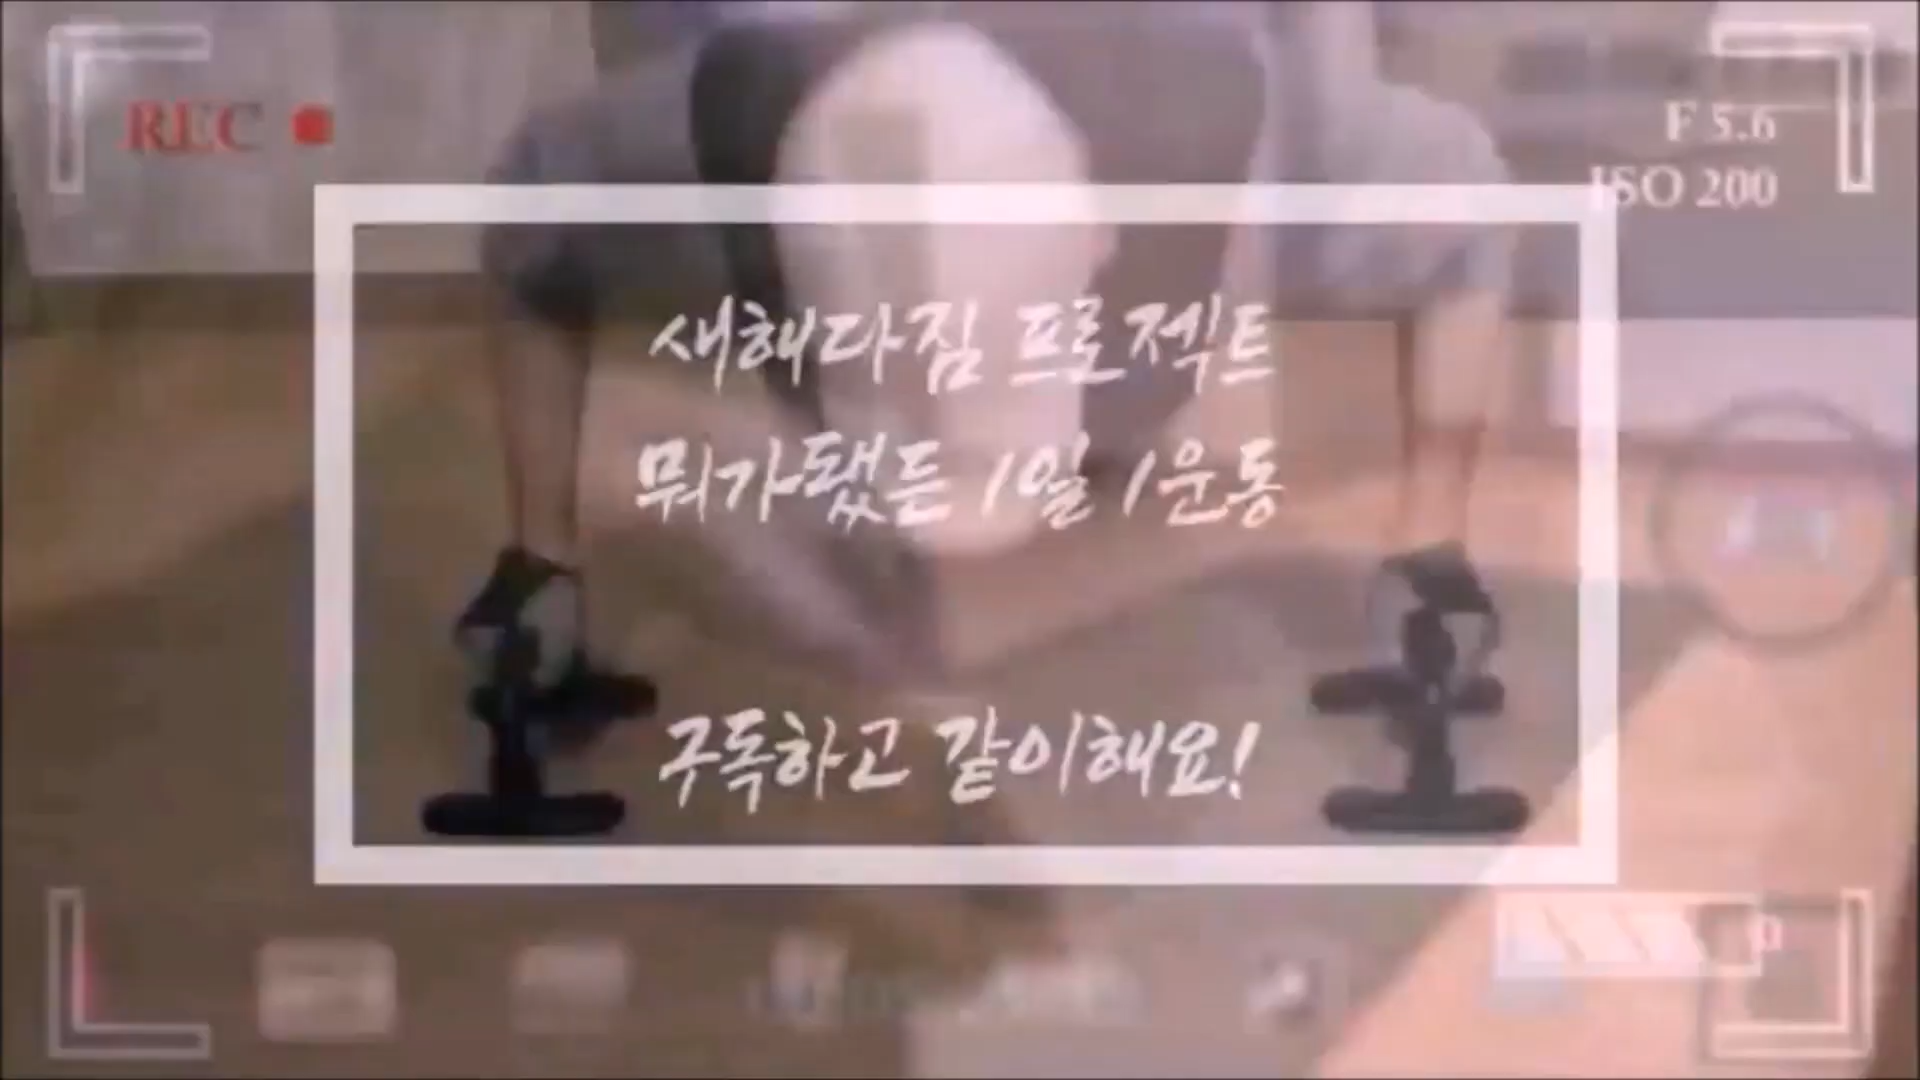 REC
F 5.6
ISO 200
새해다짐 프로젝트
뭐가됐든 1일 1운동
구독하고 같이해요!